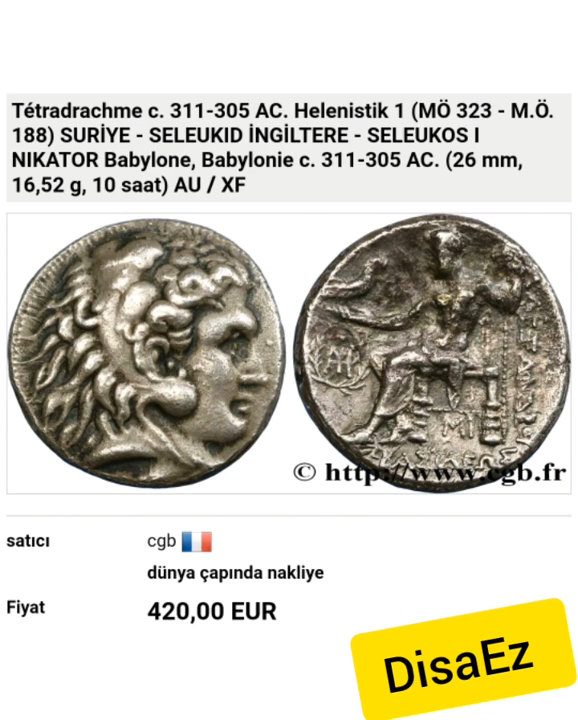 Tétradrachme c. 311-305 AC. Helenistik 1 (MÖ 323 - M.Ö.
188) SURİYE - SELEUKID İNGİLTERE - SELEUKOS I
NIKATOR Babylone, Babylonie c. 311-305 AC. (26 mm,
16,52 g, 10 saat) AU / XF
© http://www.cgb.fr
satıcı cgb
dünya çapında nakliye
Fiyat 420,00 EUR
DisaEz